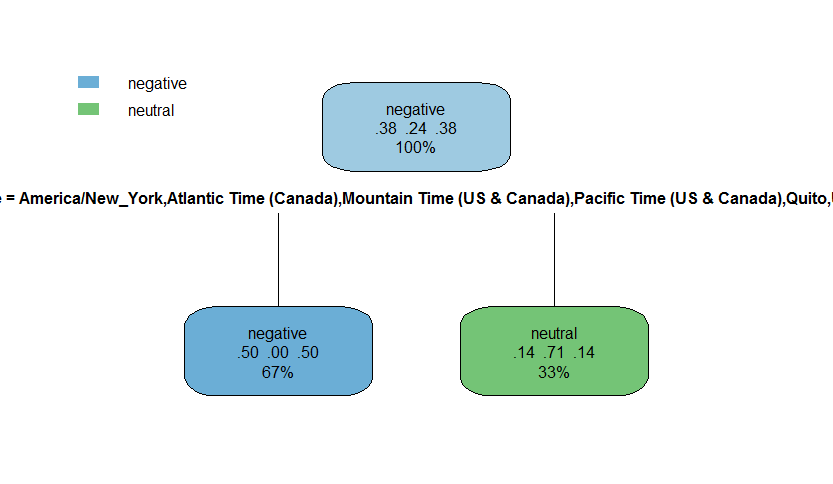 negative
neutral
negative
.38 .24 .38
100%
= America/New_York,Atlantic Time (Canada),Mountain Time (US & Canada),Pacific Time (US & Canada),Quito,
negative
.50 .00 .50
67%
neutral
.14 .71 .14
33%